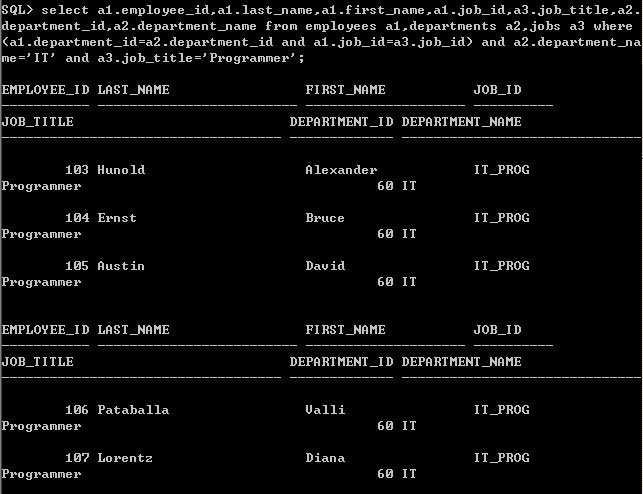 SQL> select a1.employee_id,a1.last_name,a1.first_name,a1.job_id,a3.job_title,a2.
department_id,a2.department_name from employees a1,departments a2,jobs a3 where
(a1.department_id=a2.department_id and a1.job_id=a3.job_id) and a2.department_na
me='IT' and a3.job_title='Programmer';
EMPLOYEE_ID LAST_NAME FIRST_NAME JOB_ID
JOB_TITLE DEPARTMENT_ID DEPARTMENT_NAME
103 Hunold Alexander IT_PROG
Programmer 60 IT
104 Ernst Bruce IT_PROG
Programmer 60 IT
105 Austin David IT_PROG
Programmer 60 IT
EMPLOYEE_ID LAST_NAME FIRST_NAME JOB_ID
JOB_TITLE DEPARTMENT_ID DEPARTMENT_NAME
106 Pataballa Valli IT_PROG
Programmer 60 IT
107 Lorentz Diana IT_PROG
Programmer 60 IT